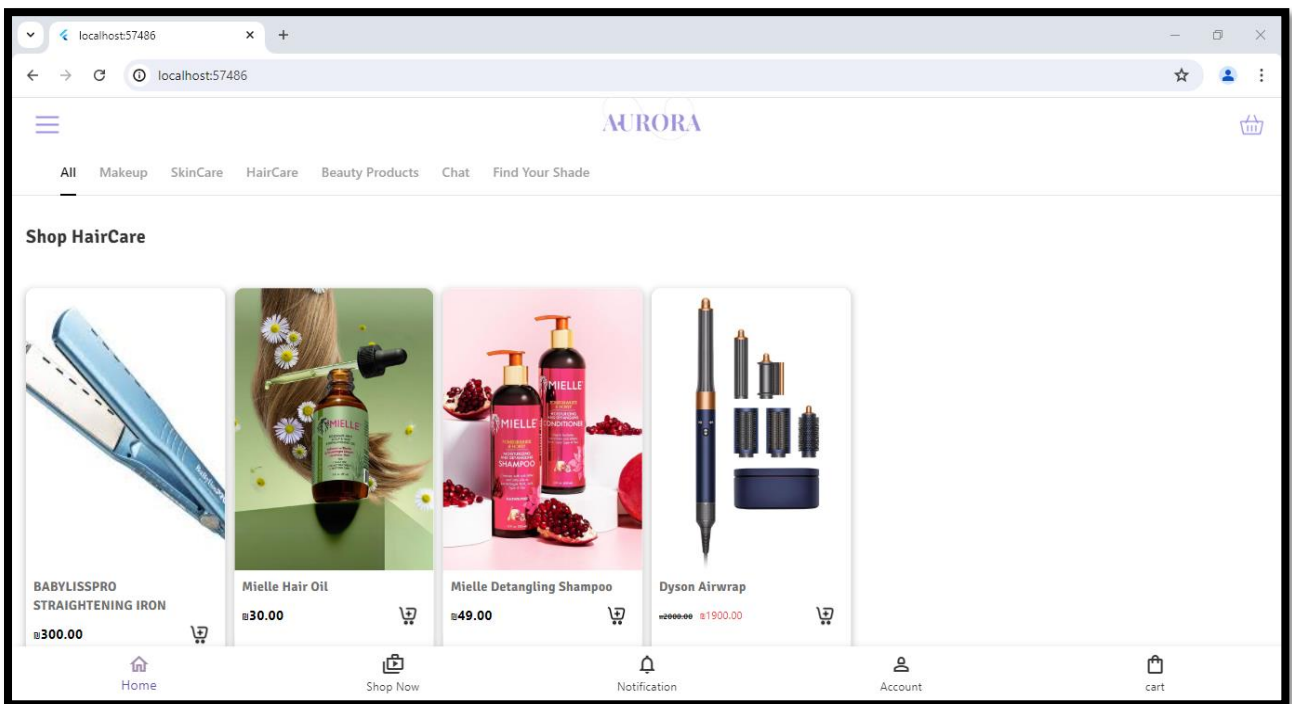 localhost:57486
localhost:57486
AURORA
All Makeup SkinCare HairCare Beauty Products Chat Find Your Shade
Shop HairCare
MIELLE
MIELLE
CONDITIONER
MIELLE
SHAMPOO
BABYLISSPRO
STRAIGHTENING IRON
₪300.00
Mielle Hair Oil
₪30.00
Mielle Detangling Shampoo
₪49.00
Dyson Airwrap
₪2000.00 ₪1900.00
Home Shop Now Notification Account cart